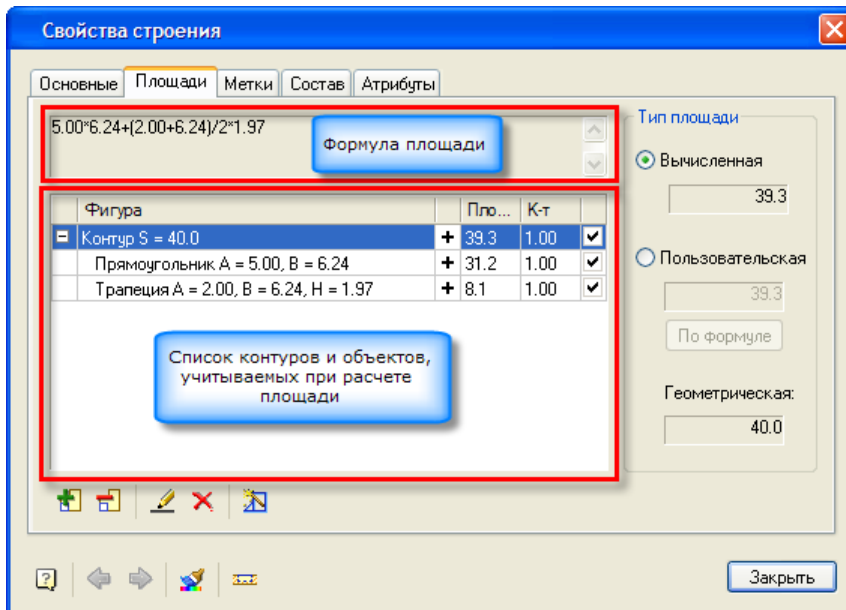 Свойства строения
Основные Площади Метки Состав Атрибуты
5.00*6.24+(2.00+6.24)/2*1.97
Формула площади
Фигура Пло... К-т
Контур S = 40.0 + 39.3 1.00
Прямоугольник A = 5.00, B = 6.24 + 31.2 1.00
Трапеция A = 2.00, B = 6.24, H = 1.97 + 8.1 1.00
Список контуров и объектов,
учитываемых при расчете
площади
Тип площади
Вычисленная
39.3
Пользовательская
39.3
По формуле
Геометрическая:
40.0
Закрыть